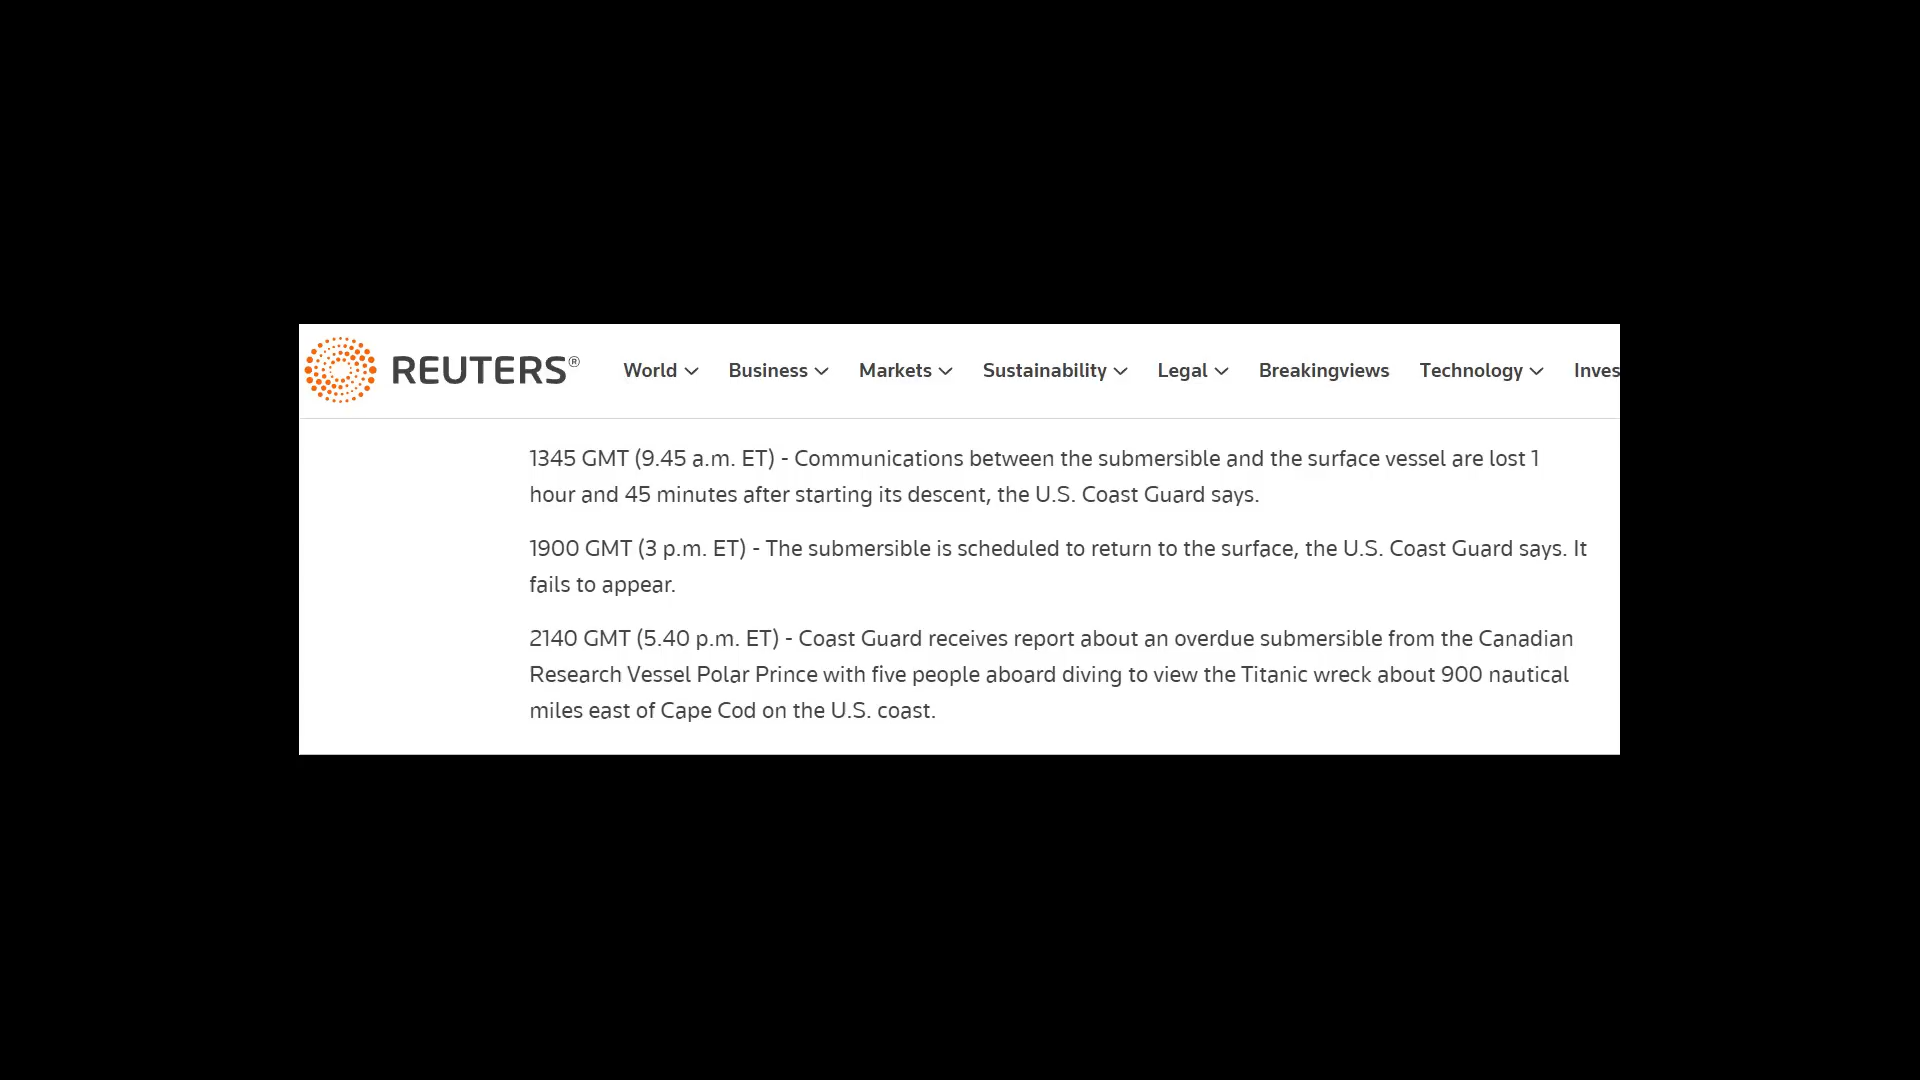 REUTERS® World Business Markets Sustainability Legal Breakingviews Technology Inves
1345 GMT (9.45 a.m. ET) - Communications between the submersible and the surface vessel are lost 1
hour and 45 minutes after starting its descent, the U.S. Coast Guard says.
1900 GMT (3 p.m. ET) - The submersible is scheduled to return to the surface, the U.S. Coast Guard says. It
fails to appear.
2140 GMT (5.40 p.m. ET) - Coast Guard receives report about an overdue submersible from the Canadian
Research Vessel Polar Prince with five people aboard diving to view the Titanic wreck about 900 nautical
miles east of Cape Cod on the U.S. coast.